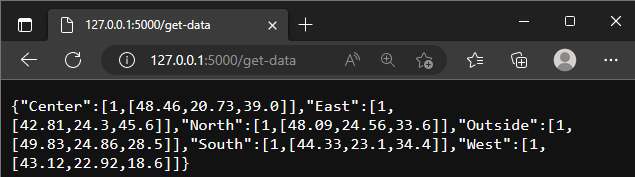 127.0.0.1:5000/get-data
127.0.0.1:5000/get-data
{"Center":[1,[48.46,20.73,39.0]],"East":[1,
[42.81,24.3,45.6]],"North":[1,[48.09,24.56,33.6]],"Outside":[1,
[49.83,24.86,28.5]],"South":[1,[44.33,23.1,34.4]],"West":[1,
[43.12,22.92,18.6]]}